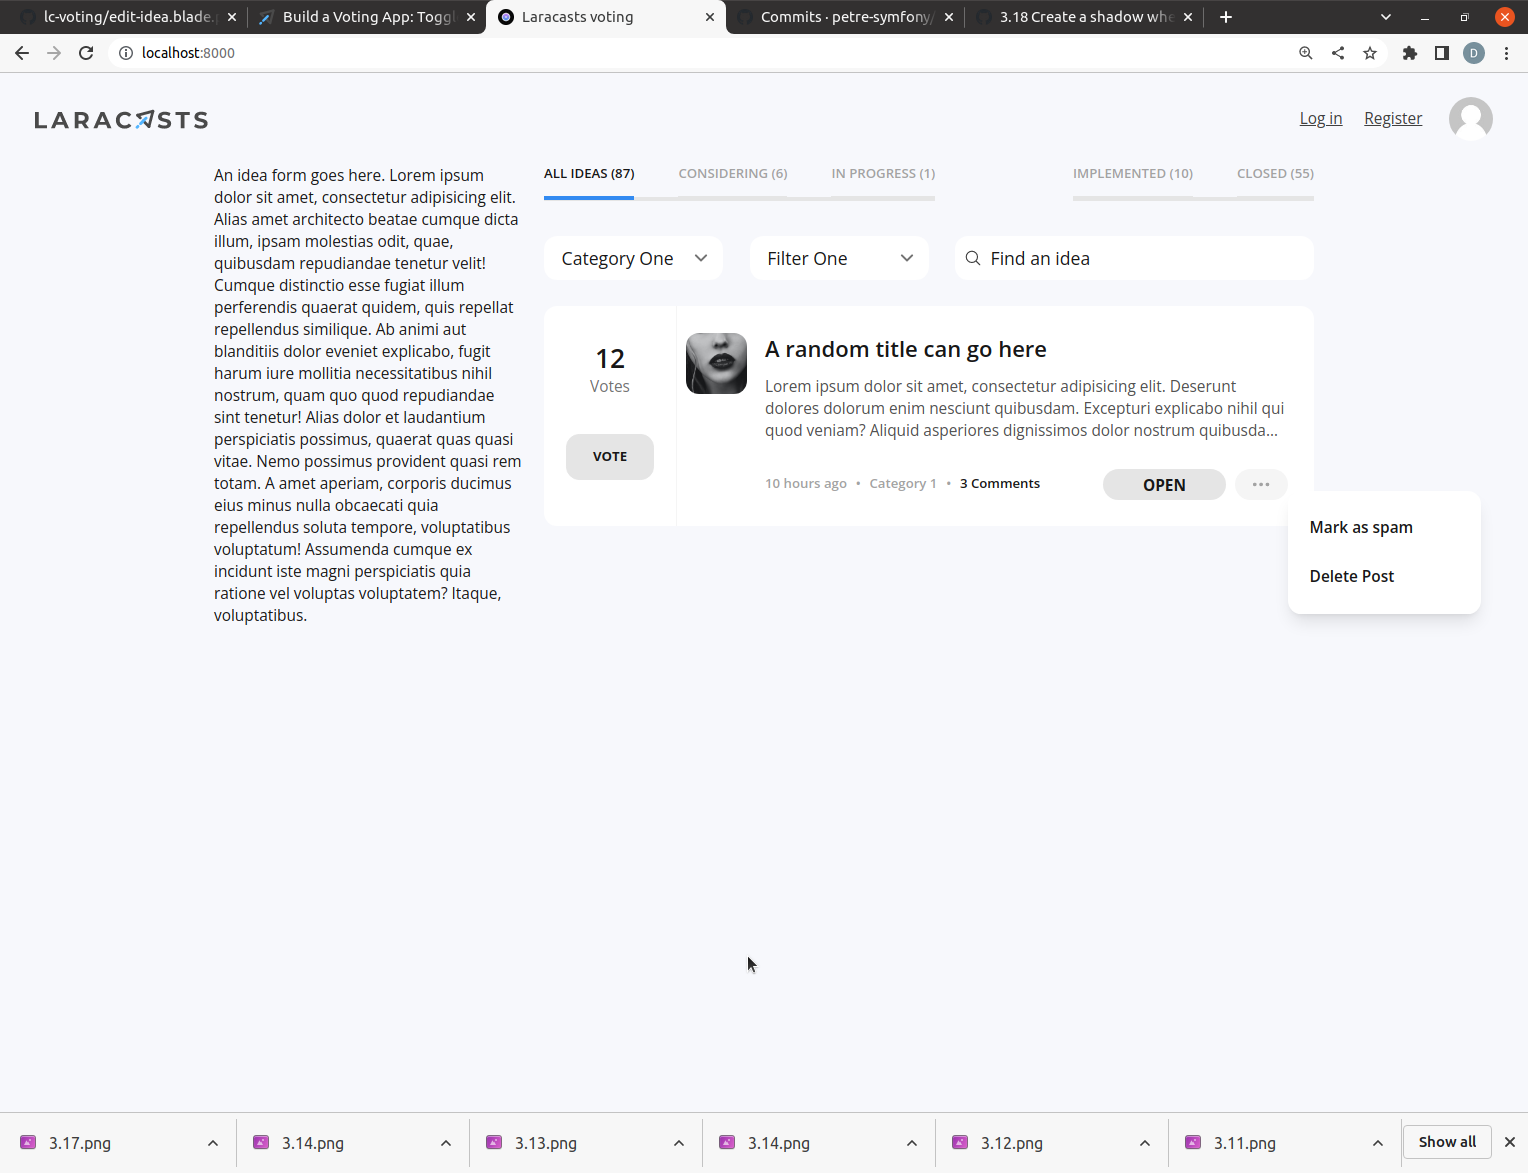 lc-voting/edit-idea.blade.p
Build a Voting App: Toggl
Laracasts voting
Commits · petre-symfony/
3.18 Create a shadow whe
localhost:8000
D
LARACASTS
Log in
Register
An idea form goes here. Lorem ipsum
dolor sit amet, consectetur adipisicing elit.
Alias amet architecto beatae cumque dicta
illum, ipsam molestias odit, quae,
quibusdam repudiandae tenetur velit!
Cumque distinctio esse fugiat illum
perferendis quaerat quidem, quis repellat
repellendus similique. Ab animi aut
blanditiis dolor eveniet explicabo, fugit
harum iure mollitia necessitatibus nihil
nostrum, quam quo quod repudiandae
sint tenetur! Alias dolor et laudantium
perspiciatis possimus, quaerat quas quasi
vitae. Nemo possimus provident quasi rem
totam. A amet aperiam, corporis ducimus
eius minus nulla obcaecati quia
repellendus soluta tempore, voluptatibus
voluptatum! Assumenda cumque ex
incidunt iste magni perspiciatis quia
ratione vel voluptas voluptatem? Itaque,
voluptatibus.
ALL IDEAS (87)
CONSIDERING (6)
IN PROGRESS (1)
IMPLEMENTED (10)
CLOSED (55)
Category One
Filter One
Find an idea
12
Votes
VOTE
A random title can go here
Lorem ipsum dolor sit amet, consectetur adipisicing elit. Deserunt
dolores dolorum enim nesciunt quibusdam. Excepturi explicabo nihil qui
quod veniam? Aliquid asperiores dignissimos dolor nostrum quibusda...
10 hours ago • Category 1 • 3 Comments
OPEN
Mark as spam
Delete Post
3.17.png
3.14.png
3.13.png
3.14.png
3.12.png
3.11.png
Show all